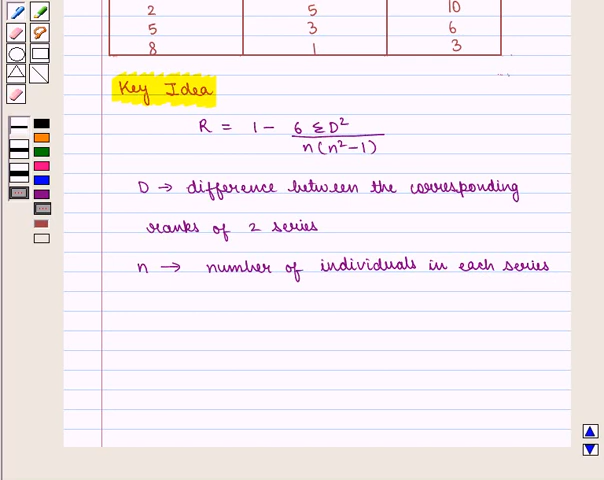 2 5 10
5 3 6
8 1 3
Key Idea
R = 1 - 6 ΣD²
n(n²-1)
D → difference between the corresponding
ranks of 2 series
n → number of individuals in each series